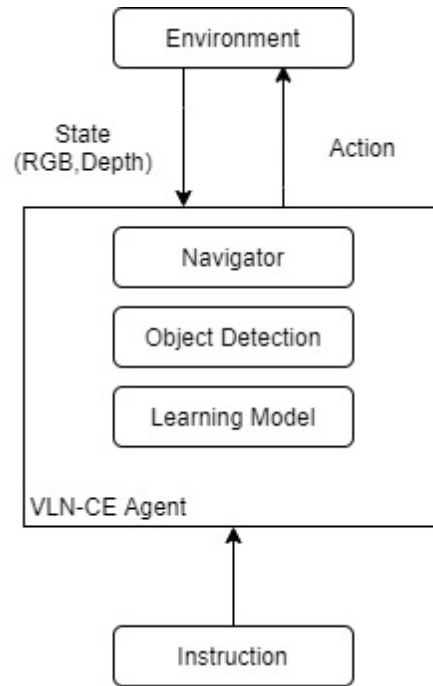 Environment
State
(RGB,Depth)
Action
Navigator
Object Detection
Learning Model
VLN-CE Agent
Instruction